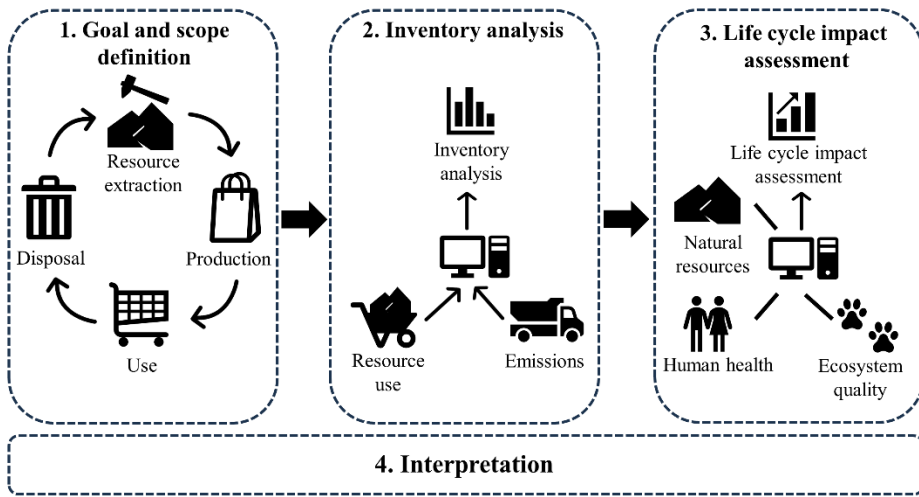 1. Goal and scope
definition
Resource
extraction
Disposal
Production
Use
2. Inventory analysis
Inventory
analysis
Resource
use
Emissions
3. Life cycle impact
assessment
Life cycle impact
assessment
Natural
resources
Human health
Ecosystem
quality
4. Interpretation